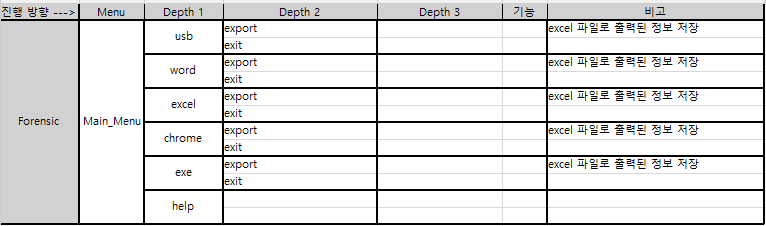 진행 방향 ---> Menu Depth 1 Depth 2 Depth 3 기능 비고
Forensic Main_Menu usb export excel 파일로 출력된 정보 저장
exit
word export excel 파일로 출력된 정보 저장
exit
excel export excel 파일로 출력된 정보 저장
exit
chrome export excel 파일로 출력된 정보 저장
exit
exe export excel 파일로 출력된 정보 저장
exit
help